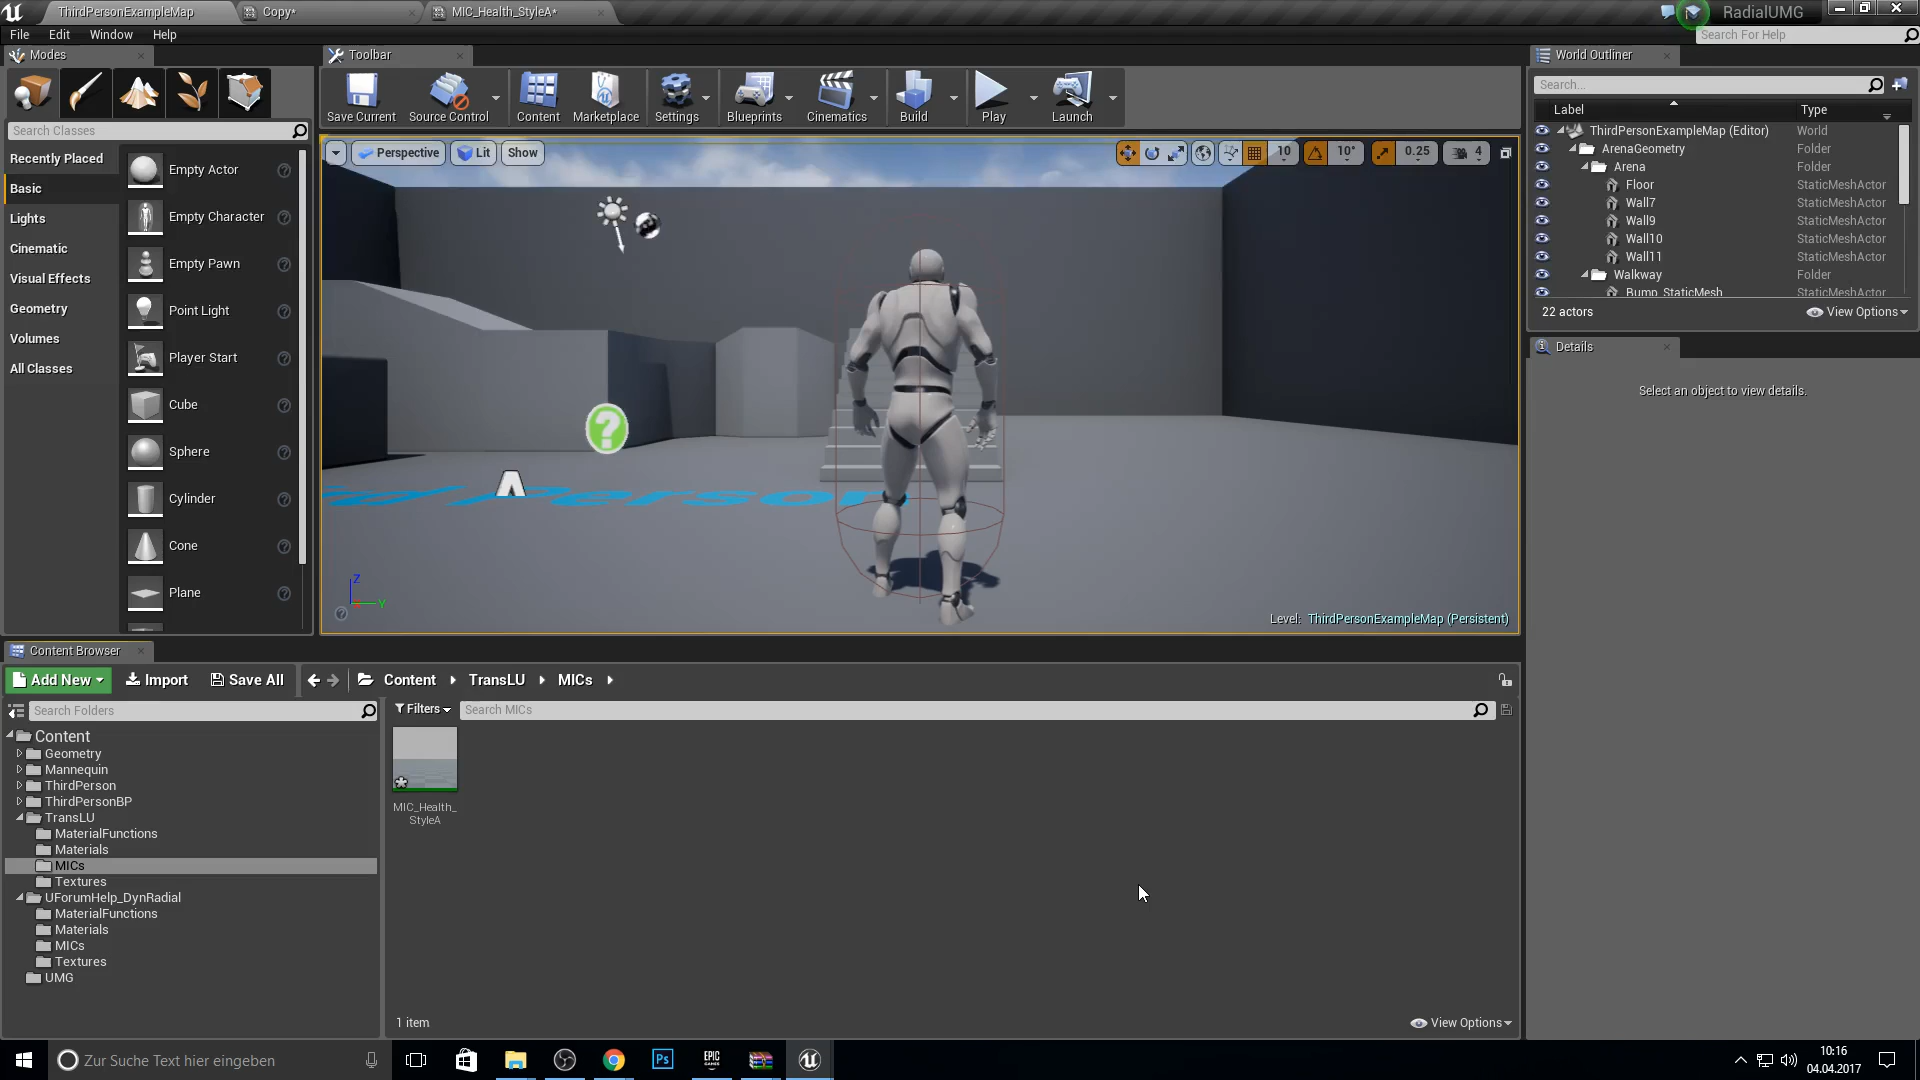 ThirdPersonExampleMap
Copy*
MIC_Health_StyleA*
RadialUMG
File
Edit
Window
Help
Search For Help
Modes
Toolbar
World Outliner
Save Current
Source Control
Content
Marketplace
Settings
Blueprints
Cinematics
Build
Play
Launch
Search...
Label
Type
Search Classes
Recently Placed
Basic
Lights
Cinematic
Visual Effects
Geometry
Volumes
All Classes
Empty Actor
Empty Character
Empty Pawn
Point Light
Player Start
Cube
Sphere
Cylinder
Cone
Plane
Perspective
Lit
Show
10
10°
0.25
4
Z
Y
Level: ThirdPersonExampleMap (Persistent)
ThirdPersonExampleMap (Editor) World
ArenaGeometry Folder
Arena Folder
Floor StaticMeshActor
Wall7 StaticMeshActor
Wall9 StaticMeshActor
Wall10 StaticMeshActor
Wall11 StaticMeshActor
Walkway Folder
Bump_StaticMesh StaticMeshActor
22 actors
View Options
Details
Select an object to view details.
Content Browser
Add New
Import
Save All
Content
TransLU
MICs
Search Folders
Filters
Search MICs
Content
Geometry
Mannequin
ThirdPerson
ThirdPersonBP
TransLU
MaterialFunctions
Materials
MICs
Textures
UForumHelp_DynRadial
MaterialFunctions
Materials
MICs
Textures
UMG
MIC_Health_
StyleA
1 item
View Options
Zur Suche Text hier eingeben
Ps
EPIC
GAMES
10:16
04.04.2017